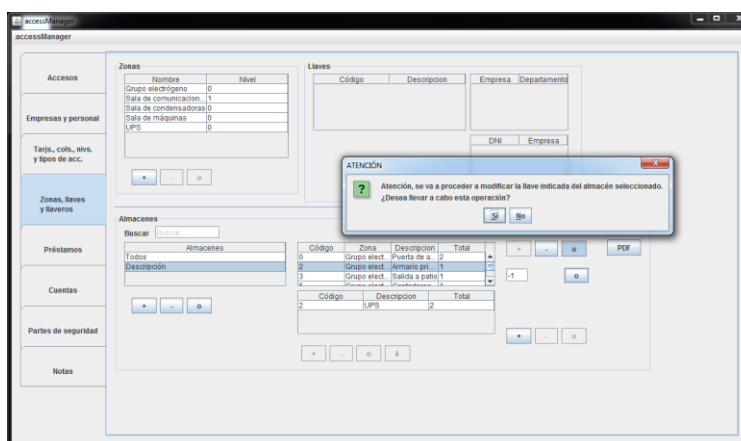 accessManager
accessManager
Accesos
Empresas y personal
Tarjs., cols., nivs.
y tipos de acc.
Zonas, llaves
y llaveros
Préstamos
Cuentas
Partes de seguridad
Notas
Zonas
Nombre Nivel
Grupo electrógeno 0
Sala de comunicacion... 1
Sala de condensadoras 0
Sala de máquinas 0
UPS 0
+ - o
Llaves
Código Descripcion
Empresa Departamento
DNI Empresa
ATENCIÓN
Atención, se va a proceder a modificar la llave indicada del almacén seleccionado.
¿Desea llevar a cabo esta operación?
Sí No
Almacenes
Buscar Buscar...
Almacenes
Todos
Descripción
+ - o
Código Zona Descripcion Total
0 Grupo elect... Puerta de a... 2
2 Grupo elect... Armario pri... 1
3 Grupo elect... Salida a patio 1
Grupo elect...
Código Descripcion Total
2 UPS 2
+ - o
+ - o PDF
-1 o
+ - o